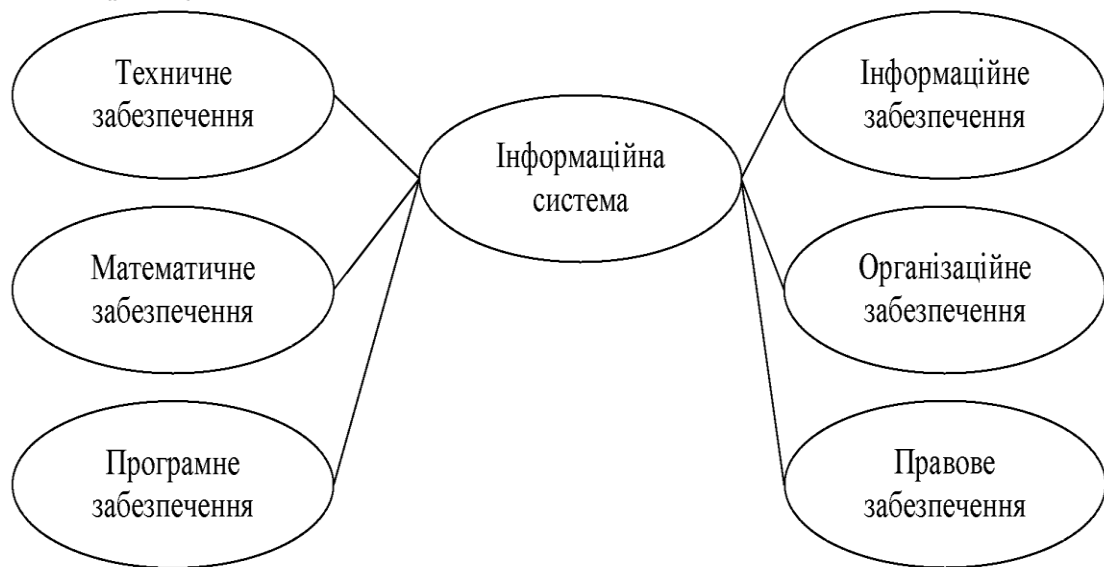 Техничне
забезпечення
Інформаційна
система
Інформаційне
забезпечення
Математичне
забезпечення
Організаційне
забезпечення
Програмне
забезпечення
Правове
забезпечення